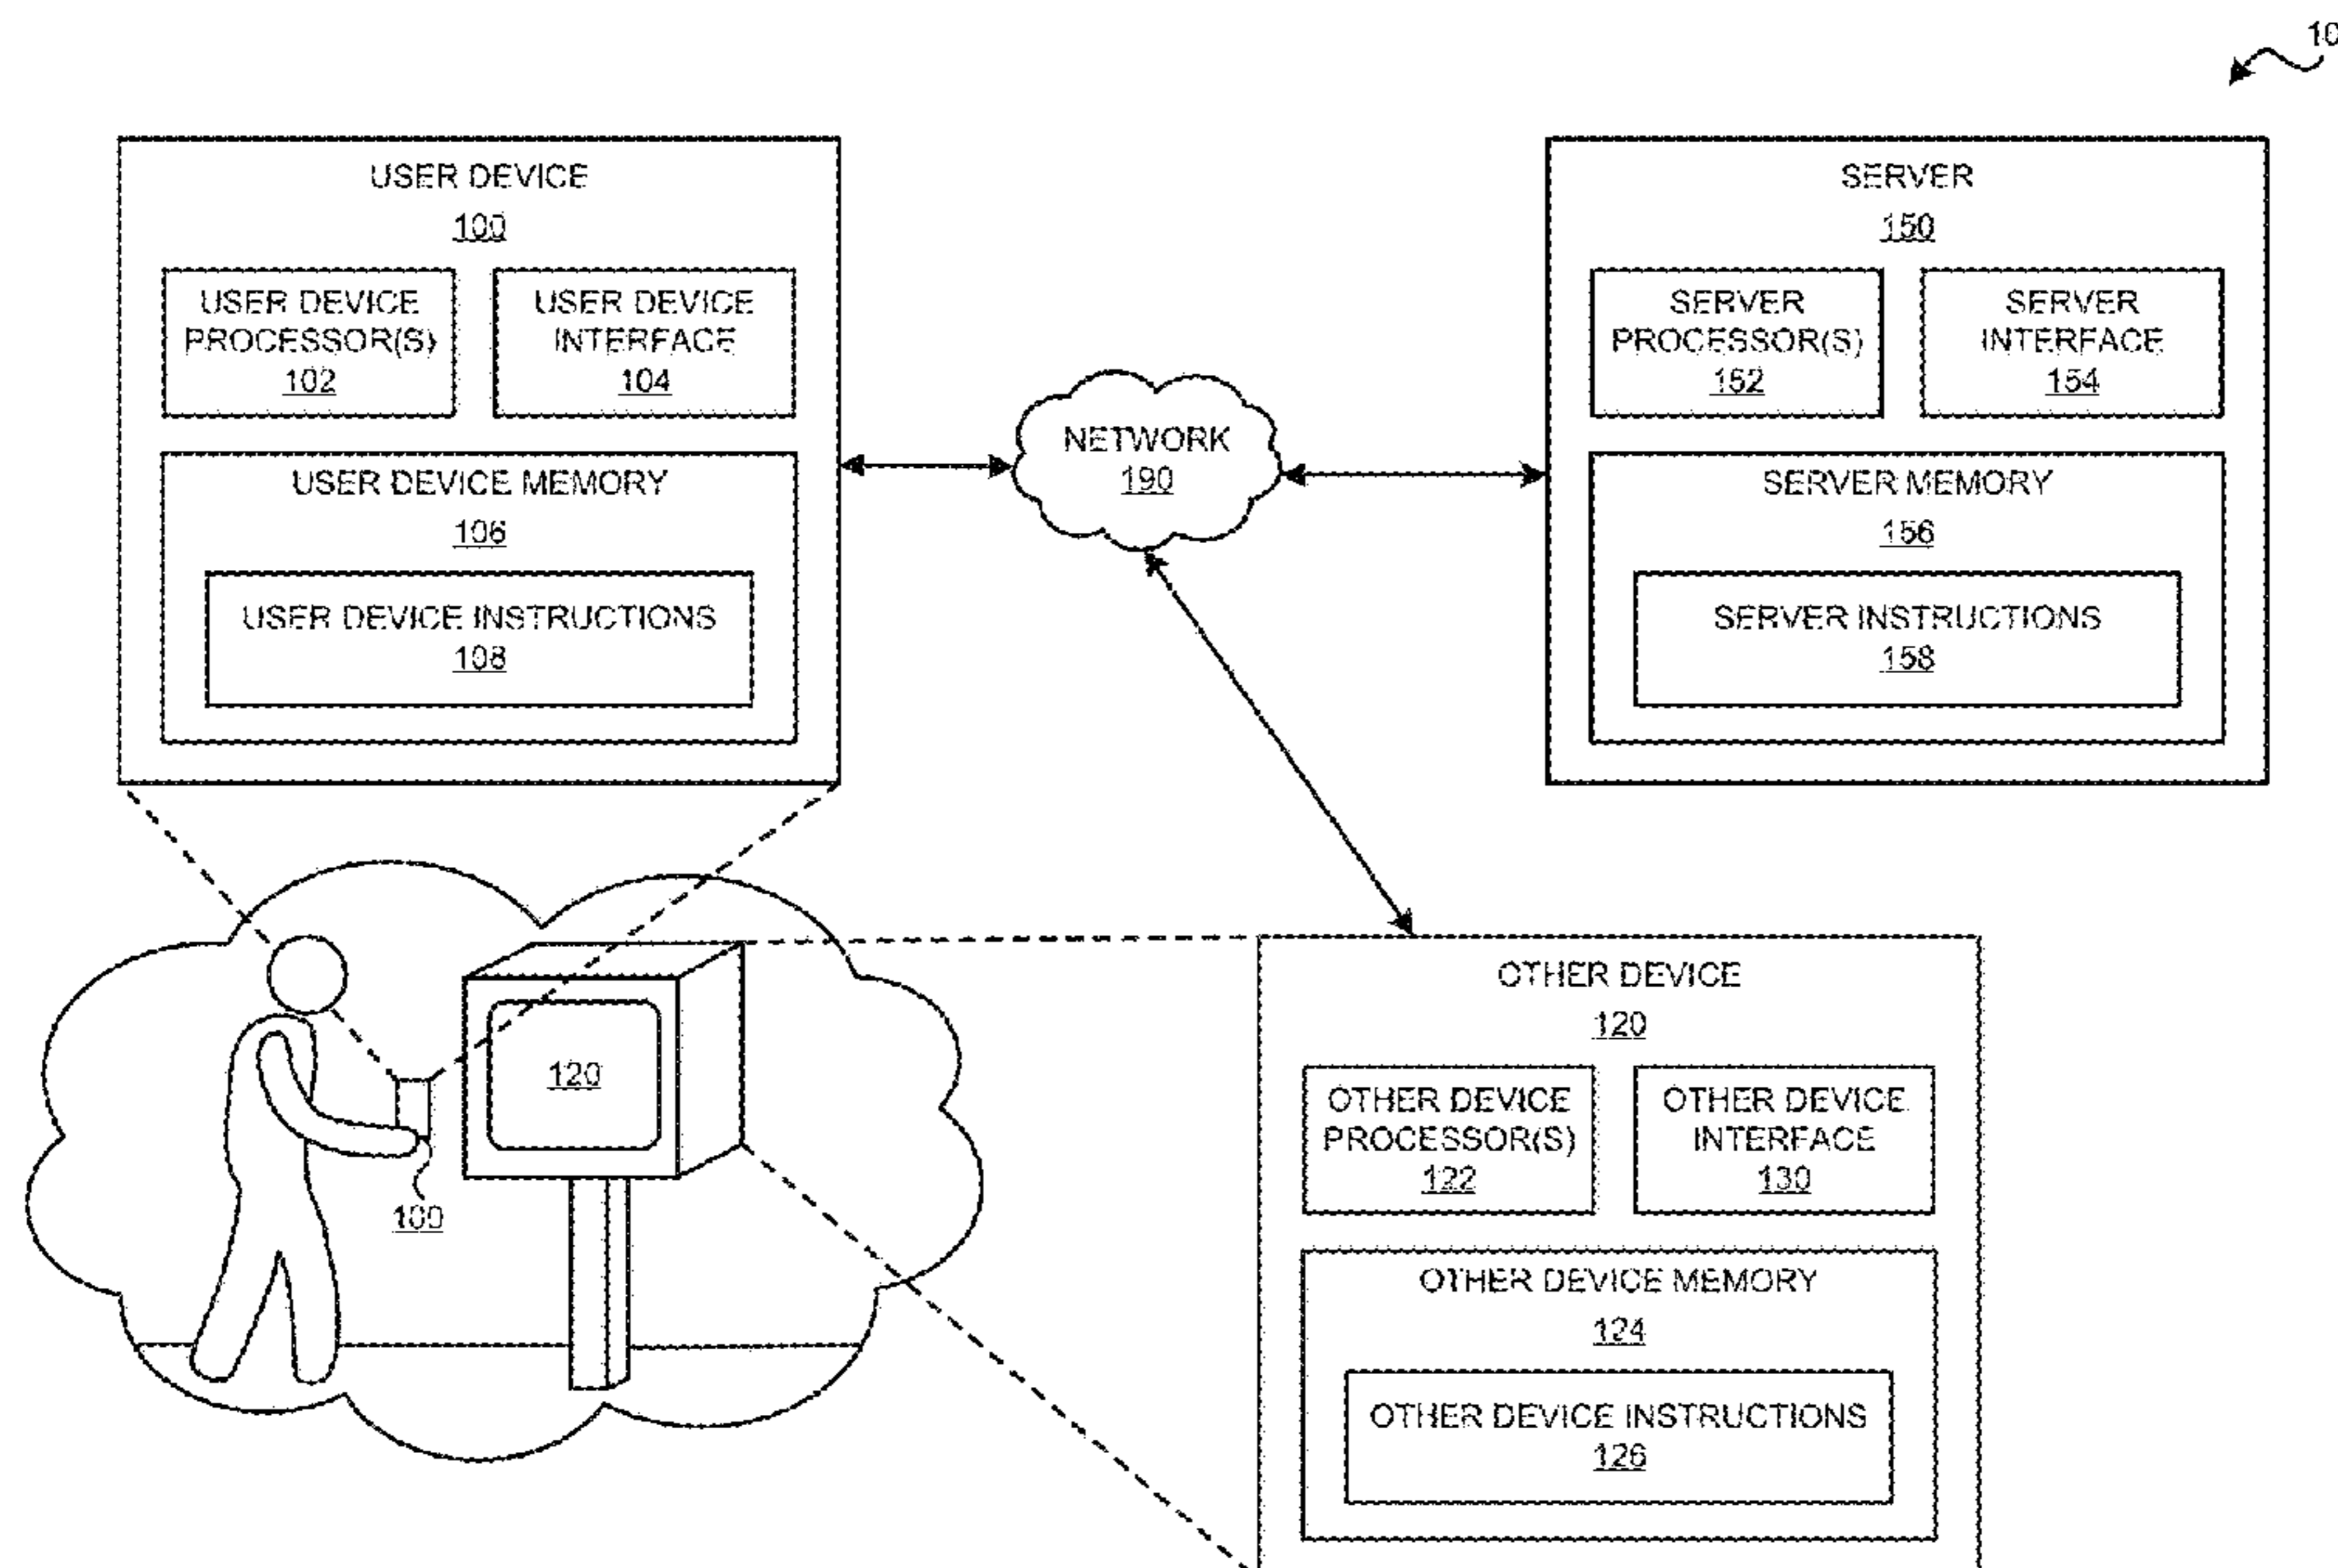 10
USER DEVICE
100
USER DEVICE
PROCESSOR(S)
102
USER DEVICE
INTERFACE
104
USER DEVICE MEMORY
106
USER DEVICE INSTRUCTIONS
108
NETWORK
190
SERVER
150
SERVER
PROCESSOR(S)
152
SERVER
INTERFACE
154
SERVER MEMORY
156
SERVER INSTRUCTIONS
158
120
100
OTHER DEVICE
120
OTHER DEVICE
PROCESSOR(S)
122
OTHER DEVICE
INTERFACE
130
OTHER DEVICE MEMORY
124
OTHER DEVICE INSTRUCTIONS
126